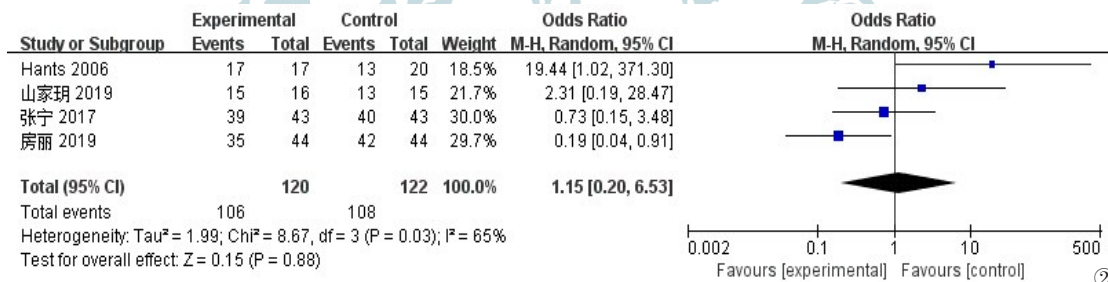 Experimental Control Odds Ratio Odds Ratio
Study or Subgroup Events Total Events Total Weight M-H, Random, 95% CI M-H, Random, 95% CI
Hants 2006 17 17 13 20 18.5% 19.44 [1.02, 371.30]
山家玥 2019 15 16 13 15 21.7% 2.31 [0.19, 28.47]
张宁 2017 39 43 40 43 30.0% 0.73 [0.15, 3.48]
房丽 2019 35 44 42 44 29.7% 0.19 [0.04, 0.91]
Total (95% CI) 120 122 100.0% 1.15 [0.20, 6.53]
Total events 106 108
Heterogeneity: Tau² = 1.99; Chi² = 8.67, df = 3 (P = 0.03); I² = 65%
Test for overall effect: Z = 0.15 (P = 0.88)
0.002 0.1 1 10 500
Favours [experimental] Favours [control]
②